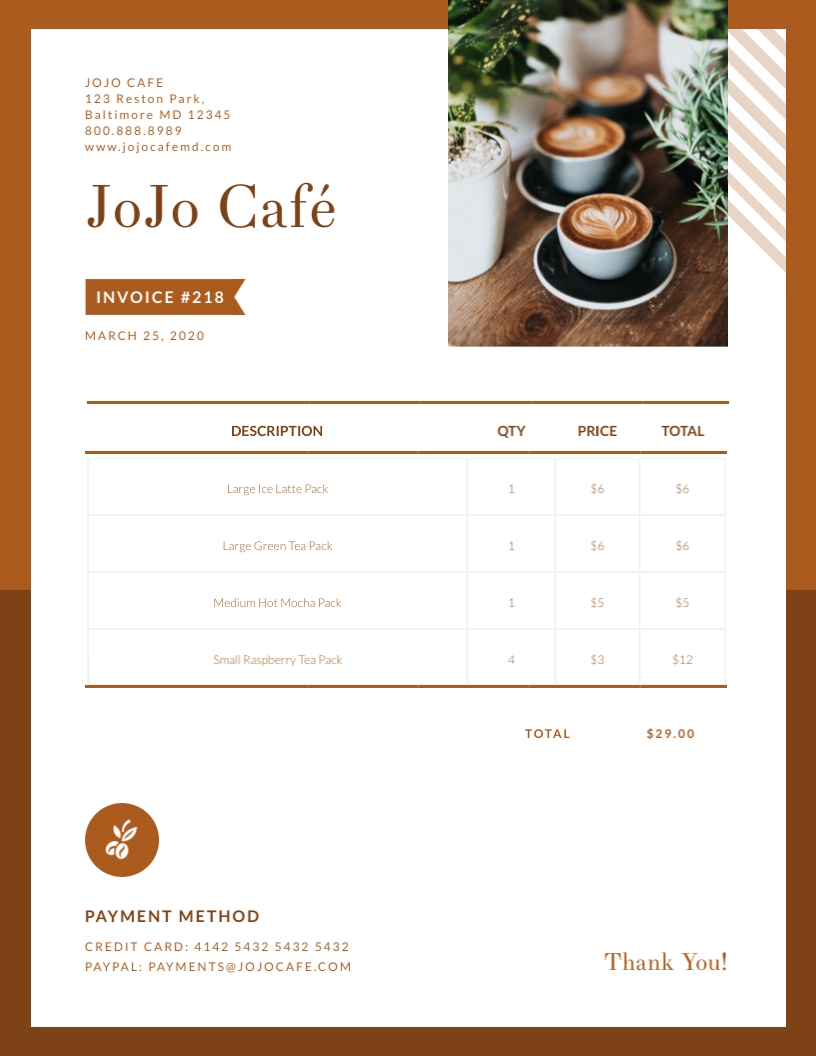 JOJO CAFE
123 Reston Park,
Baltimore MD 12345
800.888.8989
www.jojocafemd.com
JoJo Café
INVOICE #218
MARCH 25, 2020
DESCRIPTION QTY PRICE TOTAL
Large Ice Latte Pack 1 $6 $6
Large Green Tea Pack 1 $6 $6
Medium Hot Mocha Pack 1 $5 $5
Small Raspberry Tea Pack 4 $3 $12
TOTAL $29.00
PAYMENT METHOD
CREDIT CARD: 4142 5432 5432 5432
PAYPAL: PAYMENTS@JOJOCAFE.COM
Thank You!